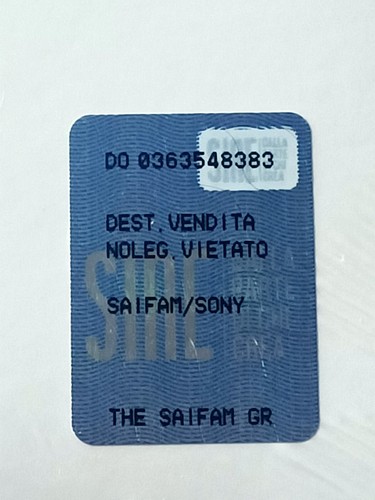 DO 0363548383
DEST.VENDITA
NOLEG.VIETATO
SAIFAM/SONY
THE SAIFAM GR